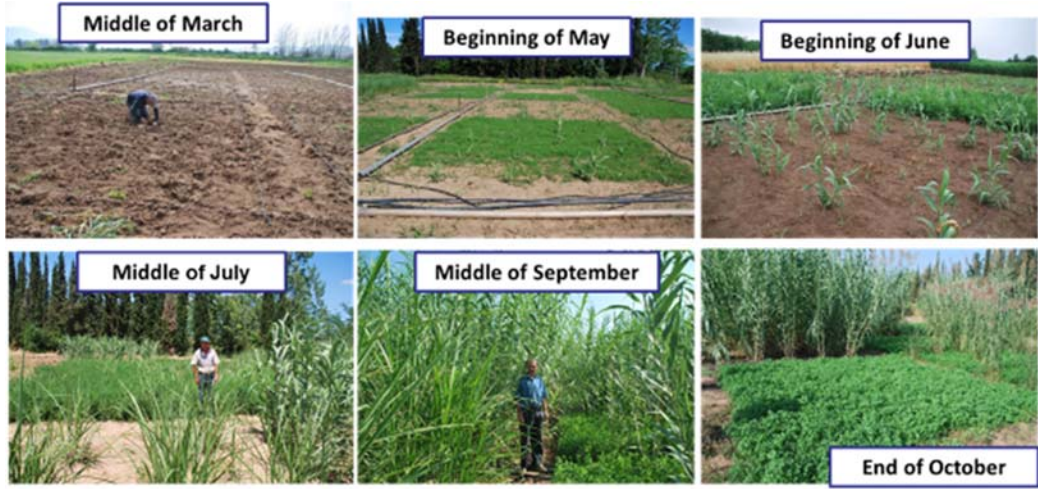 Middle of March
Beginning of May
Beginning of June
Middle of July
Middle of September
End of October